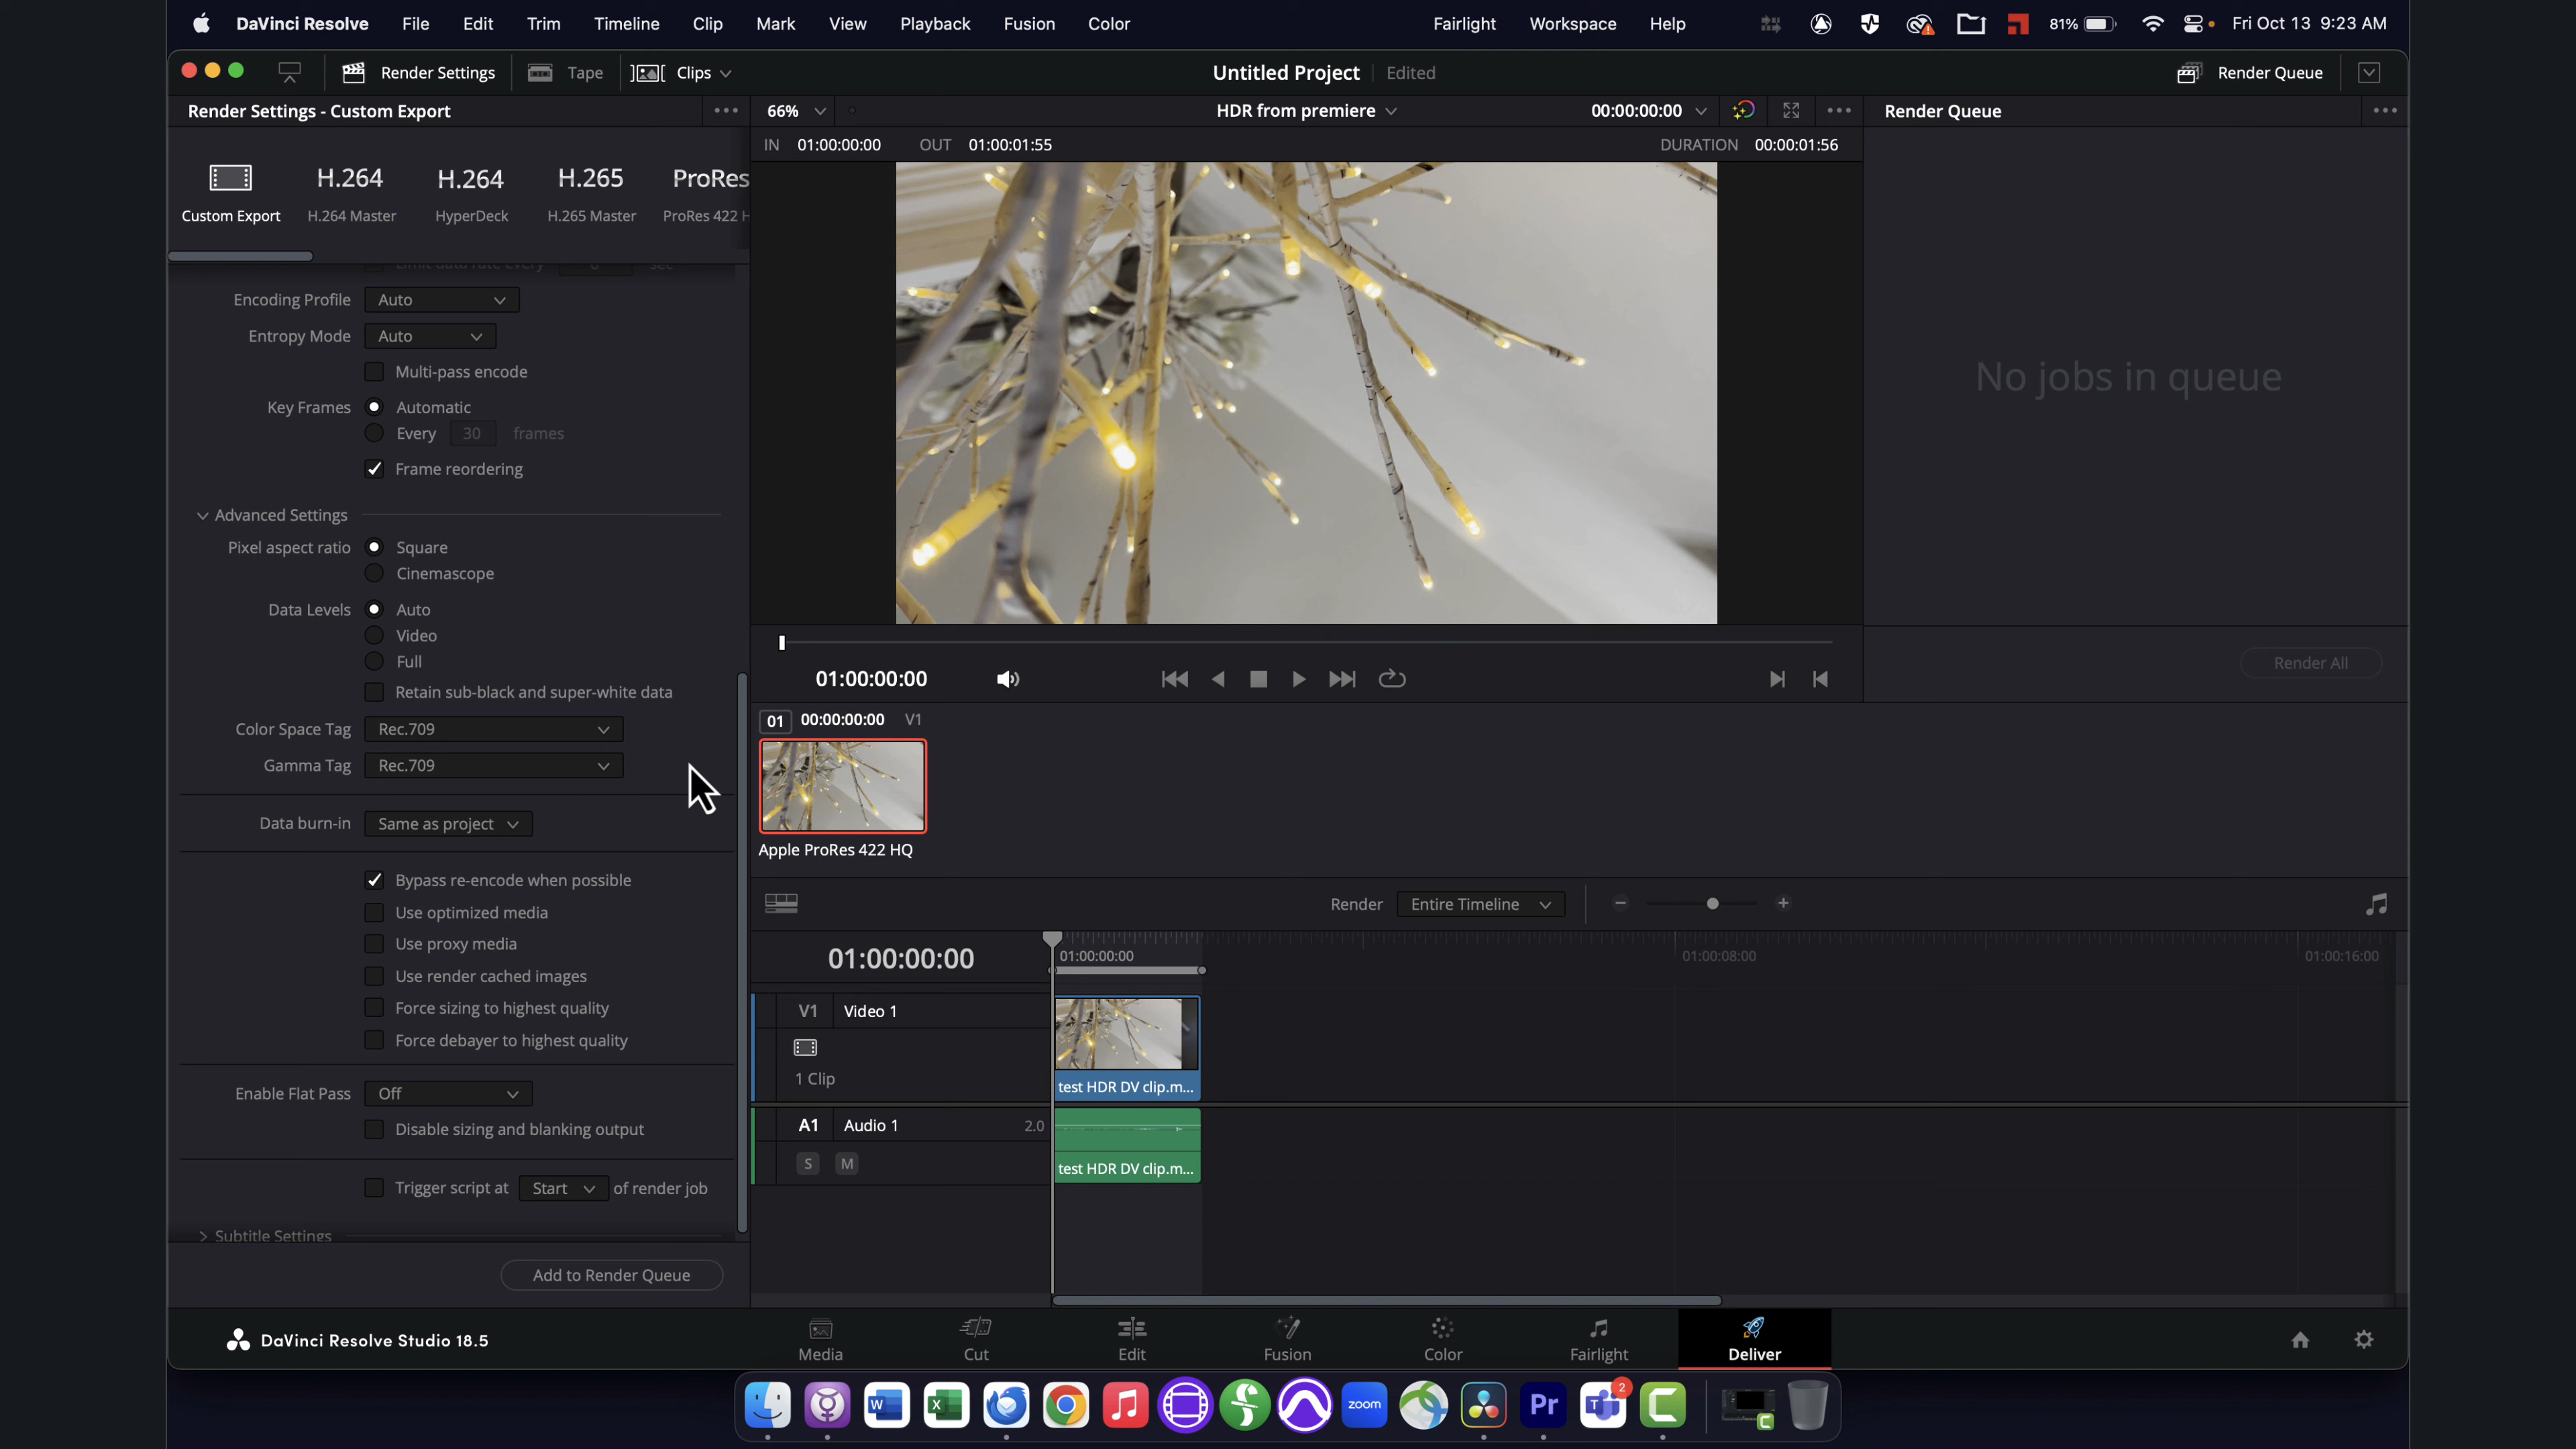 DaVinci Resolve File Edit Trim Timeline Clip Mark View Playback Fusion Color Fairlight Workspace Help 81% Fri Oct 13 9:23 AM
Render Settings Tape Clips Untitled Project Edited Render Queue
Render Settings - Custom Export 66% HDR from premiere 00:00:00:00 Render Queue
IN 01:00:00:00 OUT 01:00:01:55 DURATION 00:00:01:56
H.264 H.264 H.265 ProRes
Custom Export H.264 Master HyperDeck H.265 Master ProRes 422 H
Limit data rate every sec
Encoding Profile Auto
Entropy Mode Auto
Multi-pass encode
Key Frames Automatic
Every 30 frames
Frame reordering
Advanced Settings
Pixel aspect ratio Square
Cinemascope
Data Levels Auto
Video
Full
Retain sub-black and super-white data
Color Space Tag Rec.709
Gamma Tag Rec.709
Data burn-in Same as project
Bypass re-encode when possible
Use optimized media
Use proxy media
Use render cached images
Force sizing to highest quality
Force debayer to highest quality
Enable Flat Pass Off
Disable sizing and blanking output
Trigger script at Start of render job
Subtitle Settings
Add to Render Queue
No jobs in queue
Render All
01:00:00:00
01 00:00:00:00 V1
Apple ProRes 422 HQ
Render Entire Timeline
01:00:00:00 01:00:00:00 01:00:08:00 01:00:16:00
V1 Video 1
1 Clip
test HDR DV clip.m...
A1 Audio 1 2.0
S M
test HDR DV clip.m...
DaVinci Resolve Studio 18.5 Media Cut Edit Fusion Color Fairlight Deliver
W X zoom Pr T 2 C